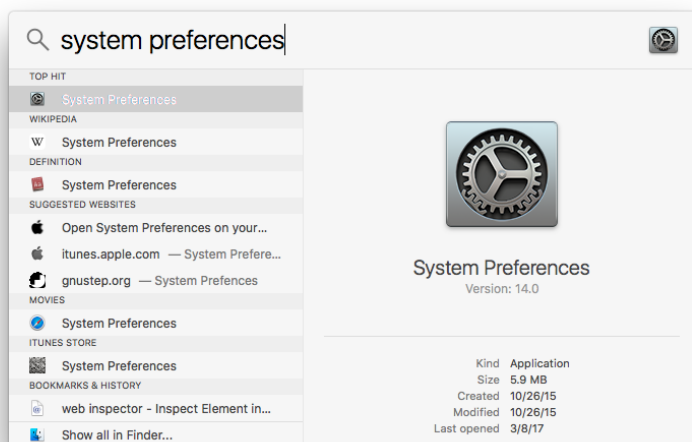 system preferences
TOP HIT
System Preferences
WIKIPEDIA
W System Preferences
DEFINITION
System Preferences
SUGGESTED WEBSITES
Open System Preferences on your...
itunes.apple.com — System Prefere...
gnustep.org — System Prefences
MOVIES
System Preferences
ITUNES STORE
System Preferences
BOOKMARKS & HISTORY
web inspector - Inspect Element in...
Show all in Finder...
System Preferences
Version: 14.0
Kind Application
Size 5.9 MB
Created 10/26/15
Modified 10/26/15
Last opened 3/8/17